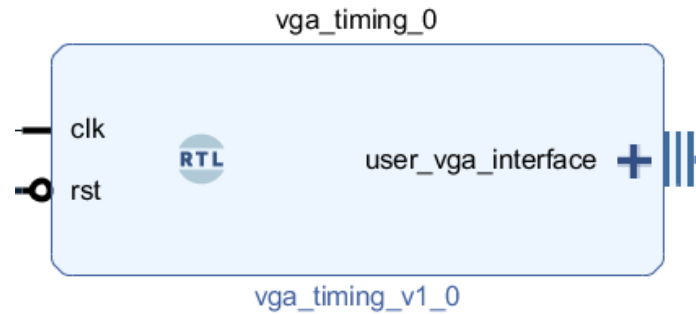 vga_timing_0
clk
RTL
user_vga_interface
rst
vga_timing_v1_0